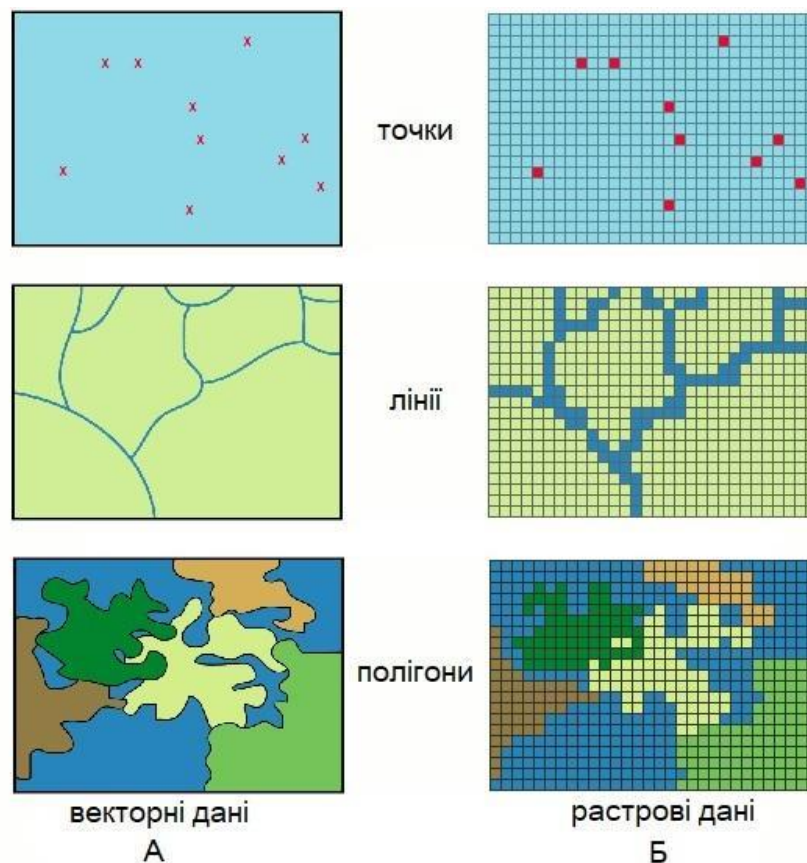 точки
лінії
полігони
векторні дані
растрові дані
А
Б